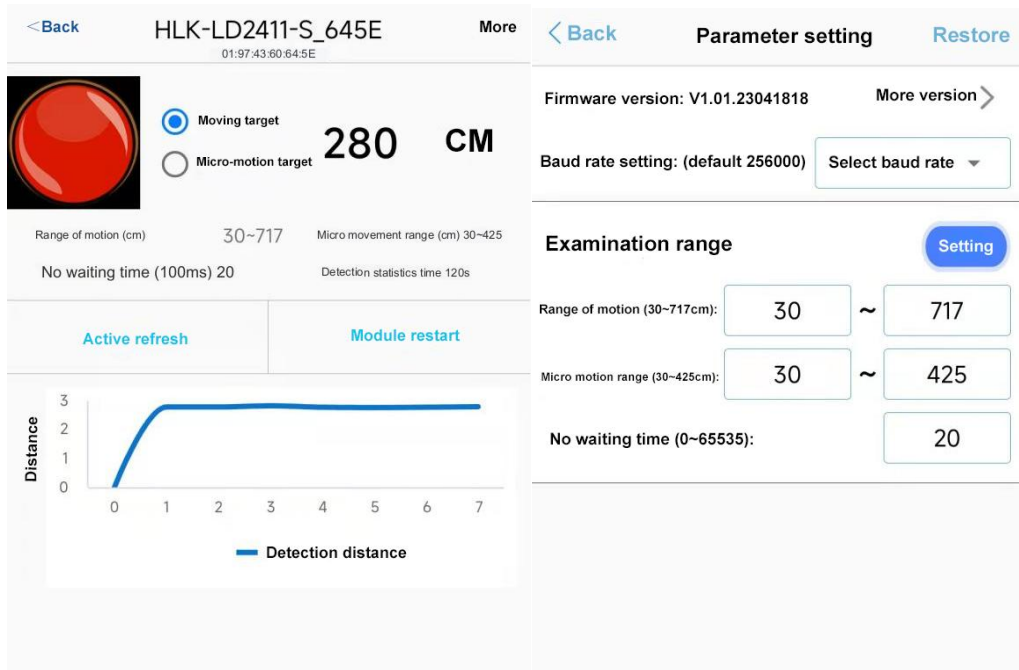 <Back HLK-LD2411-S_645E More
01:97:43:60:64:5E
Moving target
Micro-motion target
280 CM
Range of motion (cm) 30~717 Micro movement range (cm) 30~425
No waiting time (100ms) 20 Detection statistics time 120s
Active refresh Module restart
Distance
3
2
1
0
0 1 2 3 4 5 6 7
Detection distance
Back Parameter setting Restore
Firmware version: V1.01.23041818 More version
Baud rate setting: (default 256000) Select baud rate
Examination range Setting
Range of motion (30~717cm): 30 ~ 717
Micro motion range (30~425cm): 30 ~ 425
No waiting time (0~65535): 20